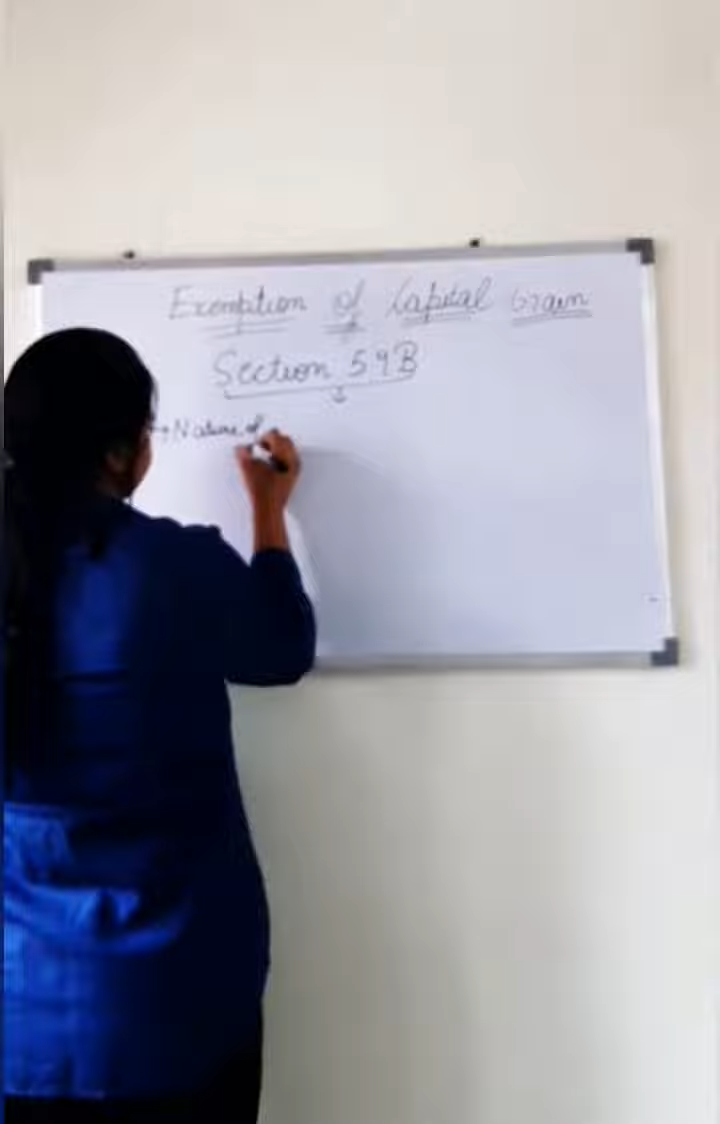 Exemption of Capital Gain
Section 59B
→ Nature of